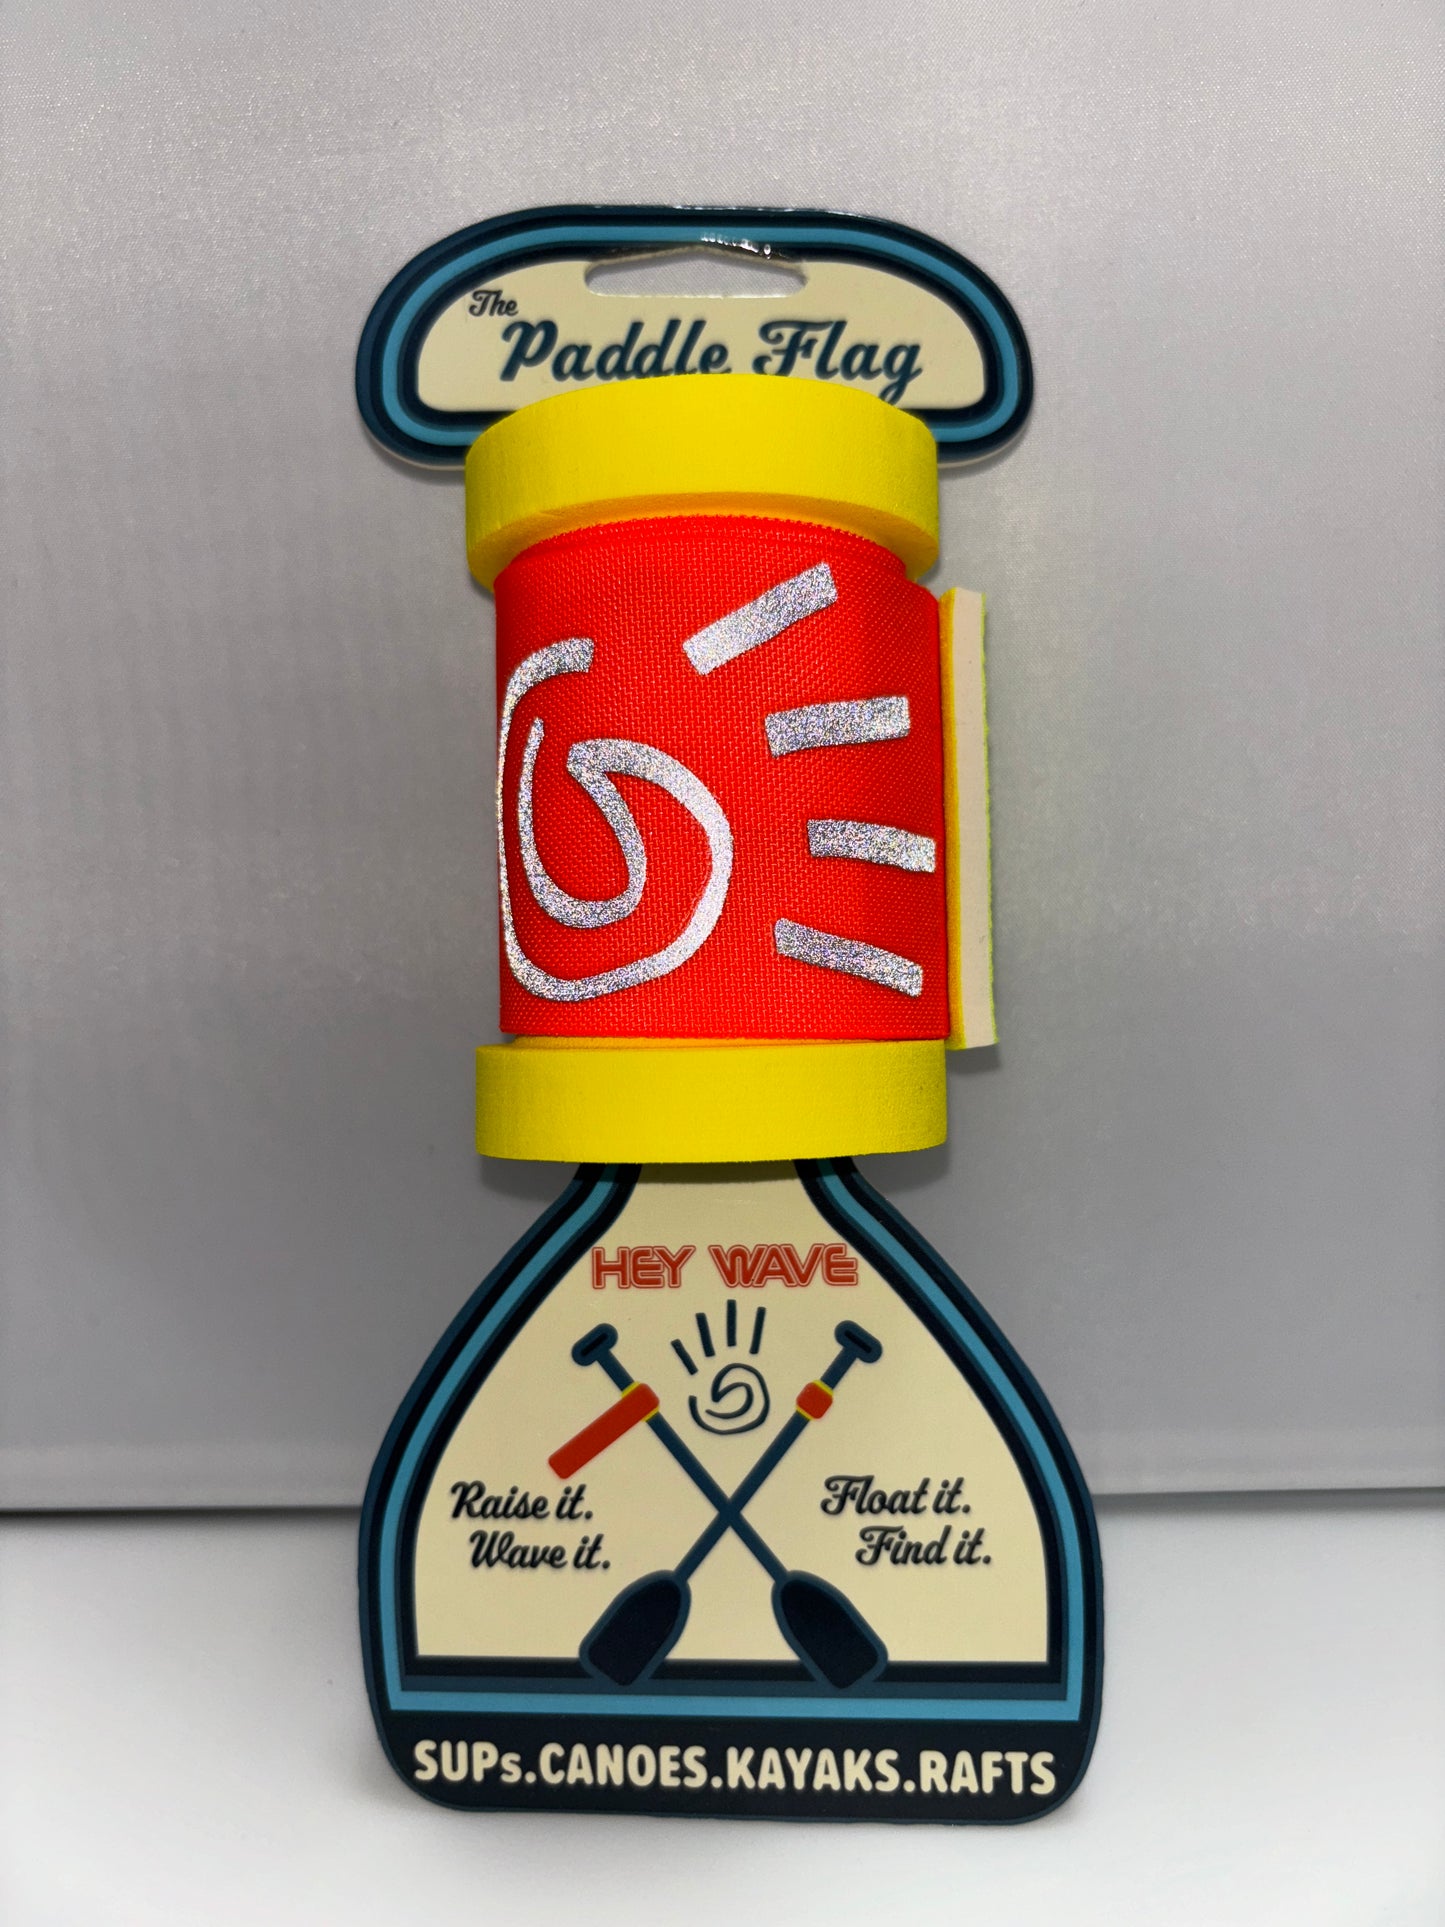 The
Paddle Flag
HEY WAVE
Raise it.
Wave it.
Float it.
Find it.
SUPs.CANOES.KAYAKS.RAFTS